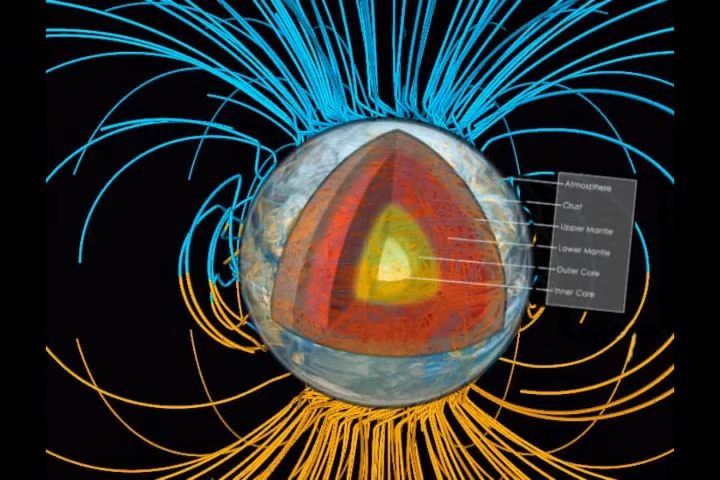 Atmosphere
Crust
Upper Mantle
Lower Mantle
Outer Core
Inner Core